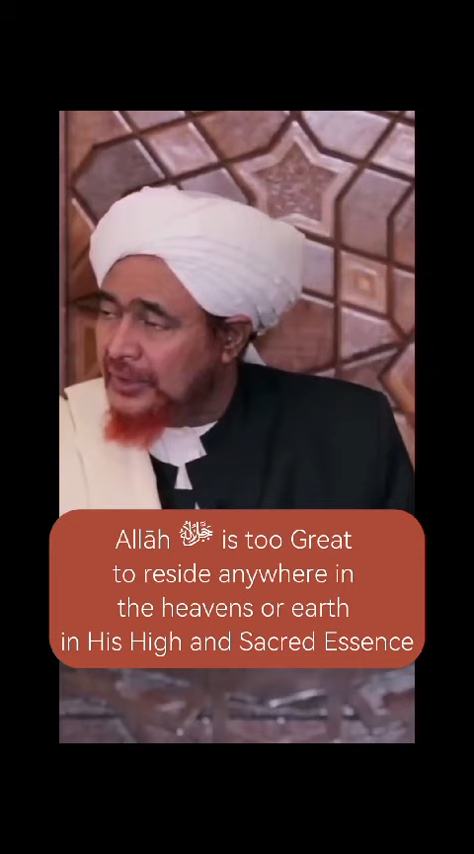 Allāh ﷻ is too Great
to reside anywhere in
the heavens or earth
in His High and Sacred Essence